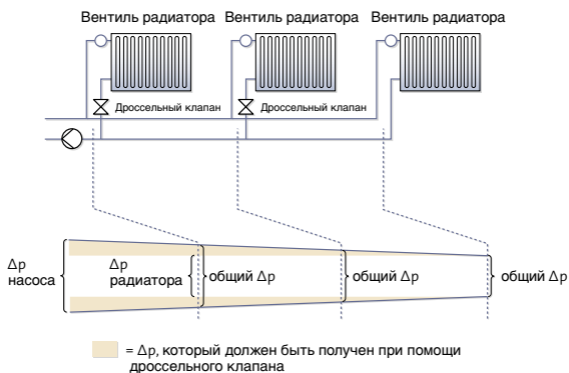 Вентиль радиатора Вентиль радиатора Вентиль радиатора
Дроссельный клапан Дроссельный клапан
Δp
насоса
Δp
радиатора
общий Δp общий Δp общий Δp
= Δp, который должен быть получен при помощи
дроссельного клапана